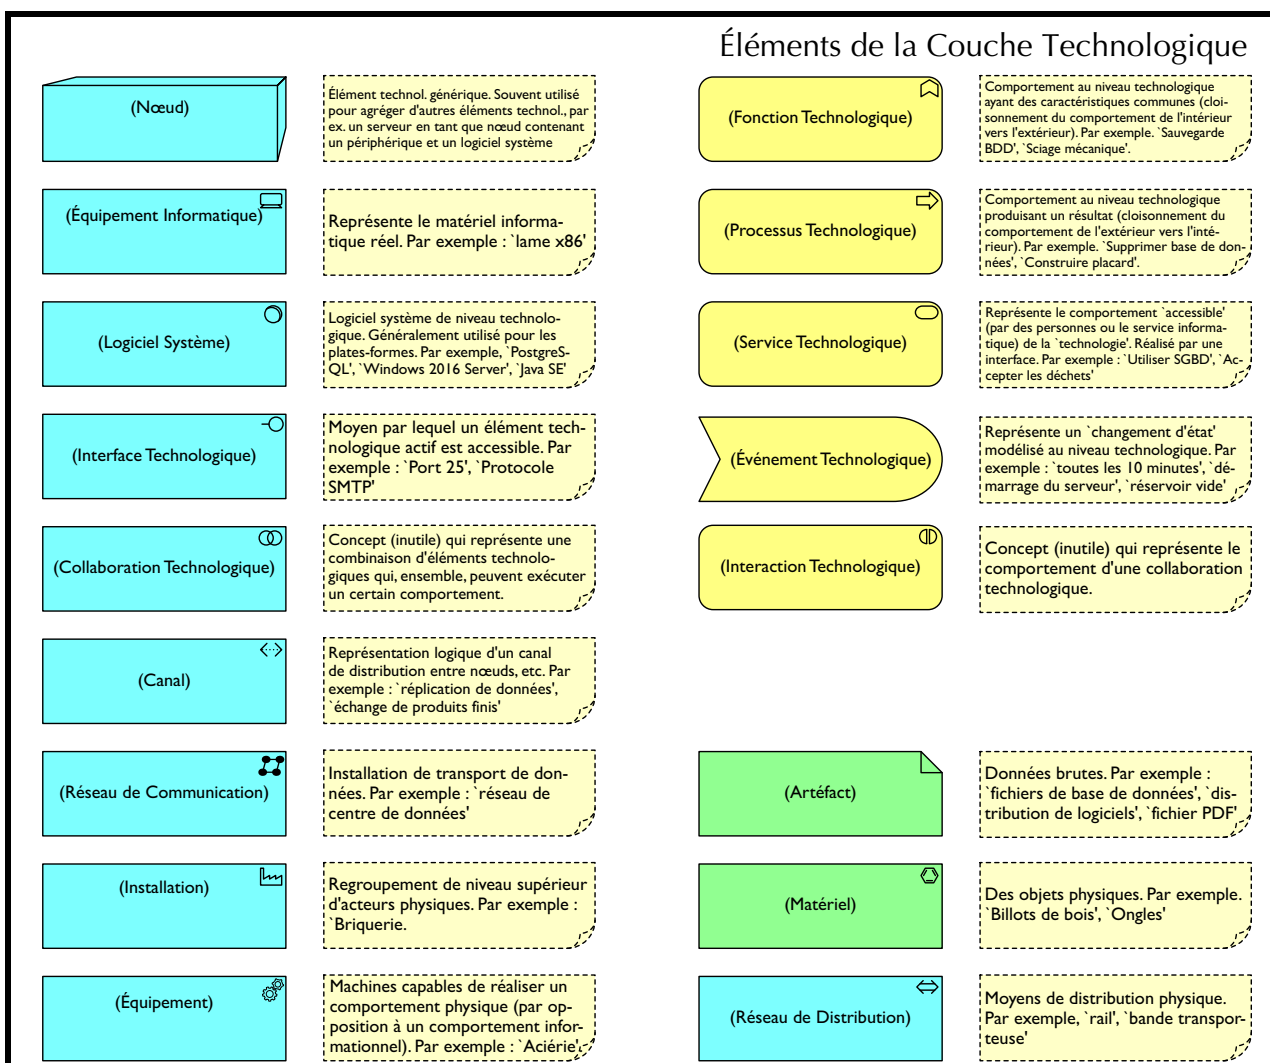 Éléments de la Couche Technologique
(Nœud)
Élément technol. générique. Souvent utilisé
pour agréger d'autres éléments technol., par
ex. un serveur en tant que nœud contenant
un périphérique et un logiciel système
(Fonction Technologique)
Comportement au niveau technologique
ayant des caractéristiques communes (cloi-
sonnement du comportement de l'intérieur
vers l'extérieur). Par exemple. `Sauvegarde
BDD', `Sciage mécanique'.
(Équipement Informatique)
Représente le matériel informa-
tique réel. Par exemple : `lame x86'
(Processus Technologique)
Comportement au niveau technologique
produisant un résultat (cloisonnement du
comportement de l'extérieur vers l'inté-
rieur). Par exemple. `Supprimer base de don-
nées', `Construire placard'.
(Logiciel Système)
Logiciel système de niveau technolo-
gique. Généralement utilisé pour les
plates-formes. Par exemple, `PostgreS-
QL', `Windows 2016 Server', `Java SE'
(Service Technologique)
Représente le comportement `accessible'
(par des personnes ou le service informa-
tique) de la `technologie'. Réalisé par une
interface. Par exemple : `Utiliser SGBD', `Ac-
cepter les déchets'
(Interface Technologique)
Moyen par lequel un élément tech-
nologique actif est accessible. Par
exemple : `Port 25', `Protocole
SMTP'
(Événement Technologique)
Représente un `changement d'état'
modélisé au niveau technologique. Par
exemple : `toutes les 10 minutes', `dé-
marrage du serveur', `réservoir vide'
(Collaboration Technologique)
Concept (inutile) qui représente une
combinaison d'éléments technolo-
giques qui, ensemble, peuvent exécuter
un certain comportement.
(Interaction Technologique)
Concept (inutile) qui représente le
comportement d'une collaboration
technologique.
(Canal)
Représentation logique d'un canal
de distribution entre nœuds, etc. Par
exemple : `réplication de données',
`échange de produits finis'
(Réseau de Communication)
Installation de transport de don-
nées. Par exemple : `réseau de
centre de données'
(Artéfact)
Données brutes. Par exemple :
`fichiers de base de données', `dis-
tribution de logiciels', `fichier PDF'
(Installation)
Regroupement de niveau supérieur
d'acteurs physiques. Par exemple :
`Briquerie.
(Matériel)
Des objets physiques. Par exemple.
`Billots de bois', `Ongles'
(Équipement)
Machines capables de réaliser un
comportement physique (par op-
position à un comportement infor-
mationnel). Par exemple : `Aciérie'.
(Réseau de Distribution)
Moyens de distribution physique.
Par exemple, `rail', `bande transpor-
teuse'